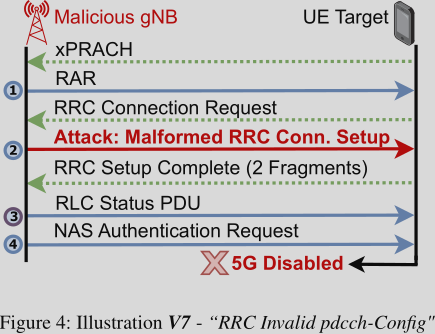 Malicious gNB
UE Target
xPRACH
1
RAR
RRC Connection Request
2
Attack: Malformed RRC Conn. Setup
RRC Setup Complete (2 Fragments)
3
RLC Status PDU
4
NAS Authentication Request
5G Disabled
Figure 4: Illustration V7 - “RRC Invalid pdcch-Config"